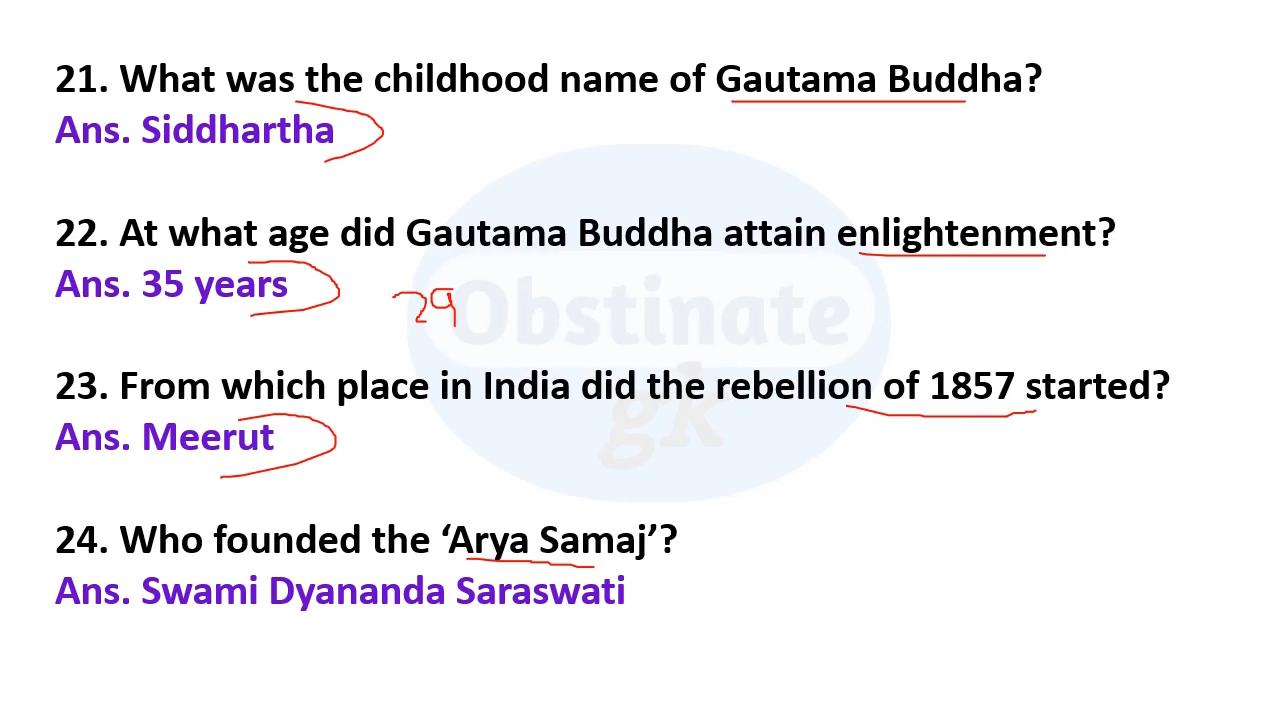 21. What was the childhood name of Gautama Buddha?
Ans. Siddhartha
22. At what age did Gautama Buddha attain enlightenment?
Ans. 35 years
29
Obstinate
23. From which place in India did the rebellion of 1857 started?
gk
Ans. Meerut
24. Who founded the ‘Arya Samaj’?
Ans. Swami Dyananda Saraswati